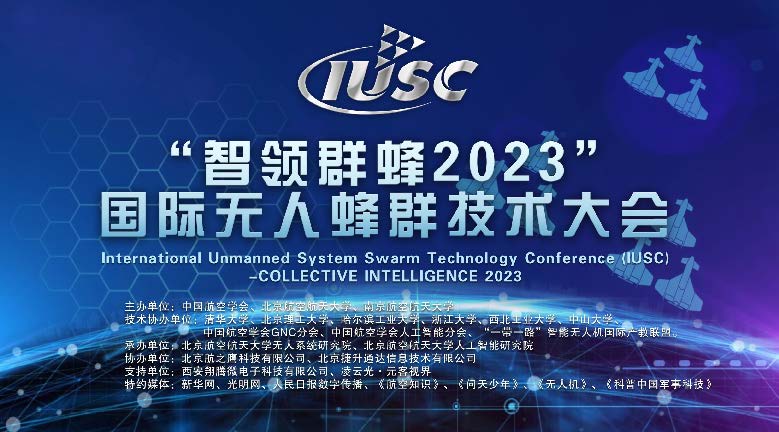 IUSC
“智领群蜂2023”
国际无人蜂群技术大会
International Unmanned System Swarm Technology Conference (IUSC)
-COLLECTIVE INTELLIGENCE 2023
主办单位：中国航空学会、北京航空航天大学、南京航空航天大学
技术协办单位：清华大学、北京理工大学、哈尔滨工业大学、浙江大学、西北工业大学、中山大学、
中国航空学会GNC分会、中国航空学会人工智能分会、“一带一路”智能无人机国际产教联盟。
承办单位：北京航空航天大学无人系统研究院、北京航空航天大学人工智能研究院
协办单位：北京航之鹰科技有限公司、北京捷升通达信息技术有限公司
支持单位：西安翔腾微电子科技有限公司、凌云光·元客视界
特约媒体：新华网、光明网、人民日报数字传播、《航空知识》、《问天少年》、《无人机》、《科普中国军事科技》